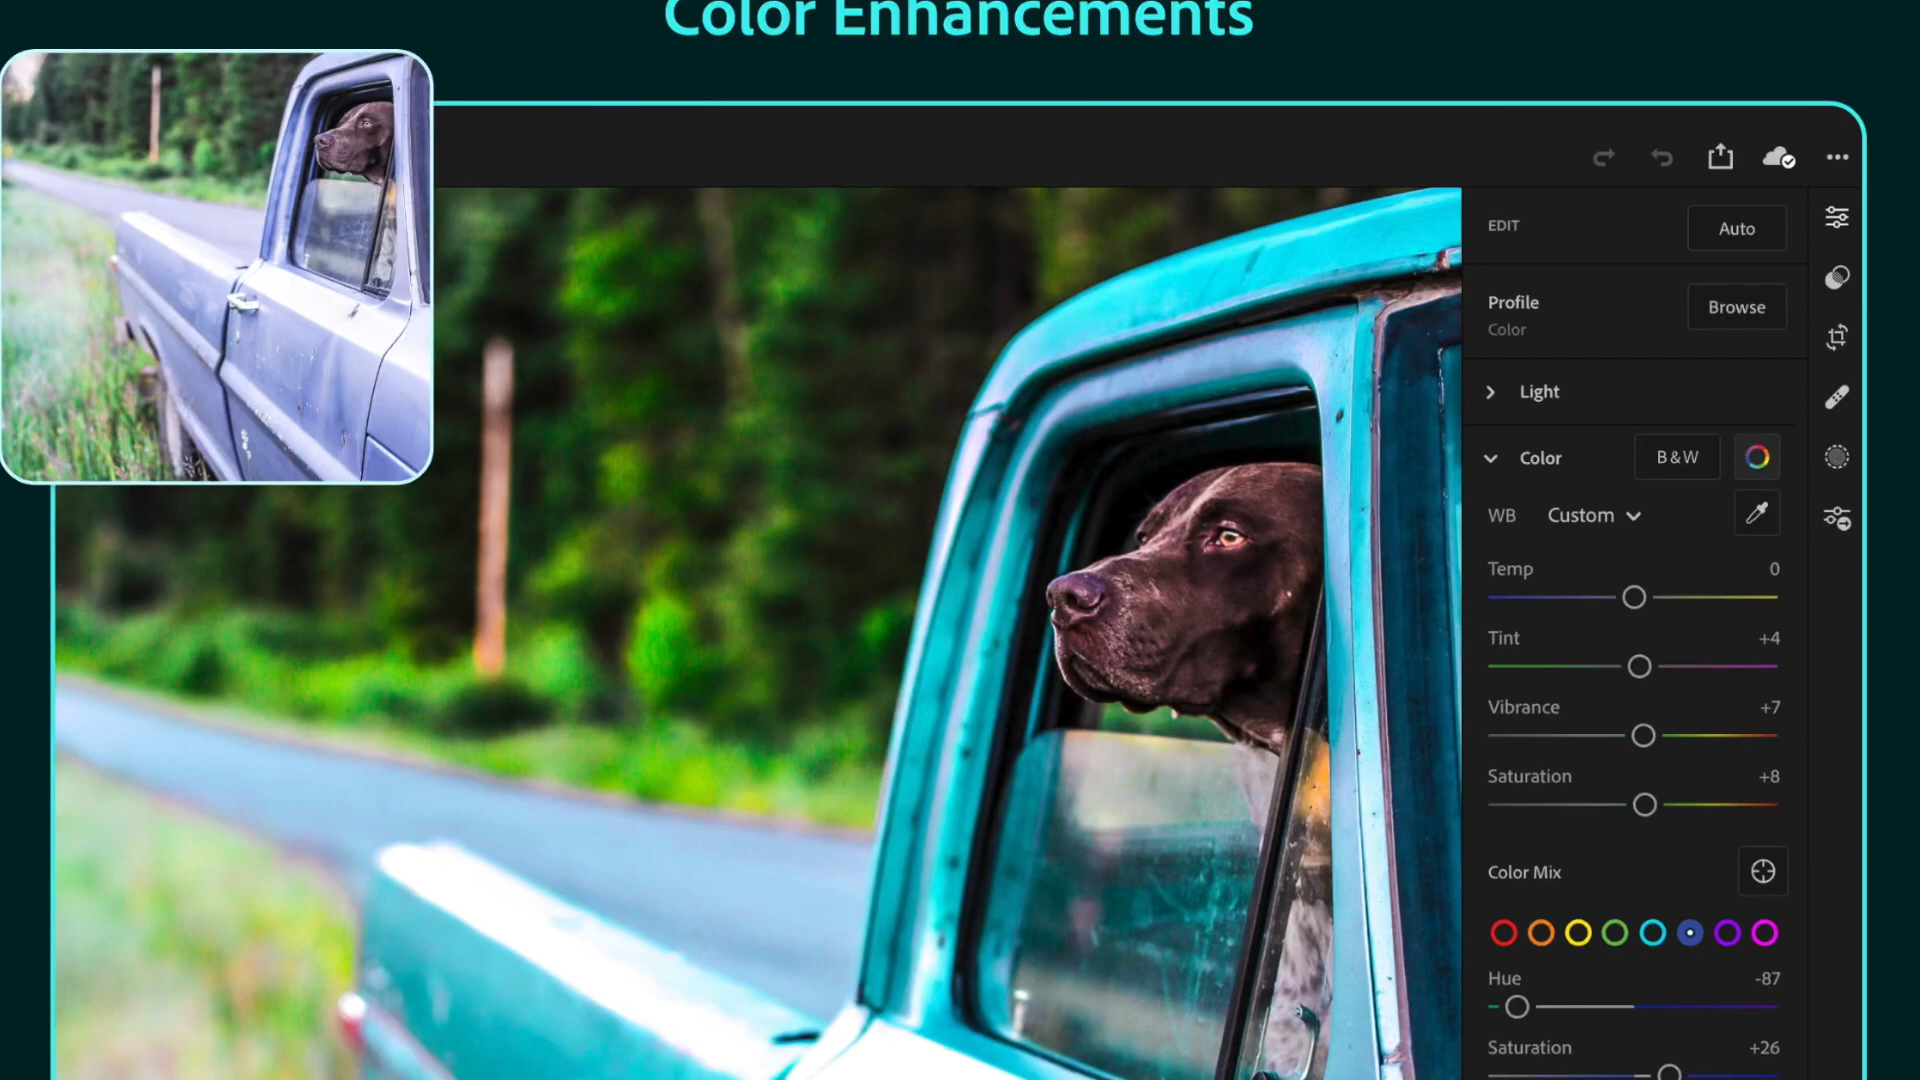 Color Enhancements
EDIT
Auto
Profile
Color
Browse
Light
Color
B&W
WB
Custom
Temp
0
Tint
+4
Vibrance
+7
Saturation
+8
Color Mix
Hue
-87
Saturation
+26